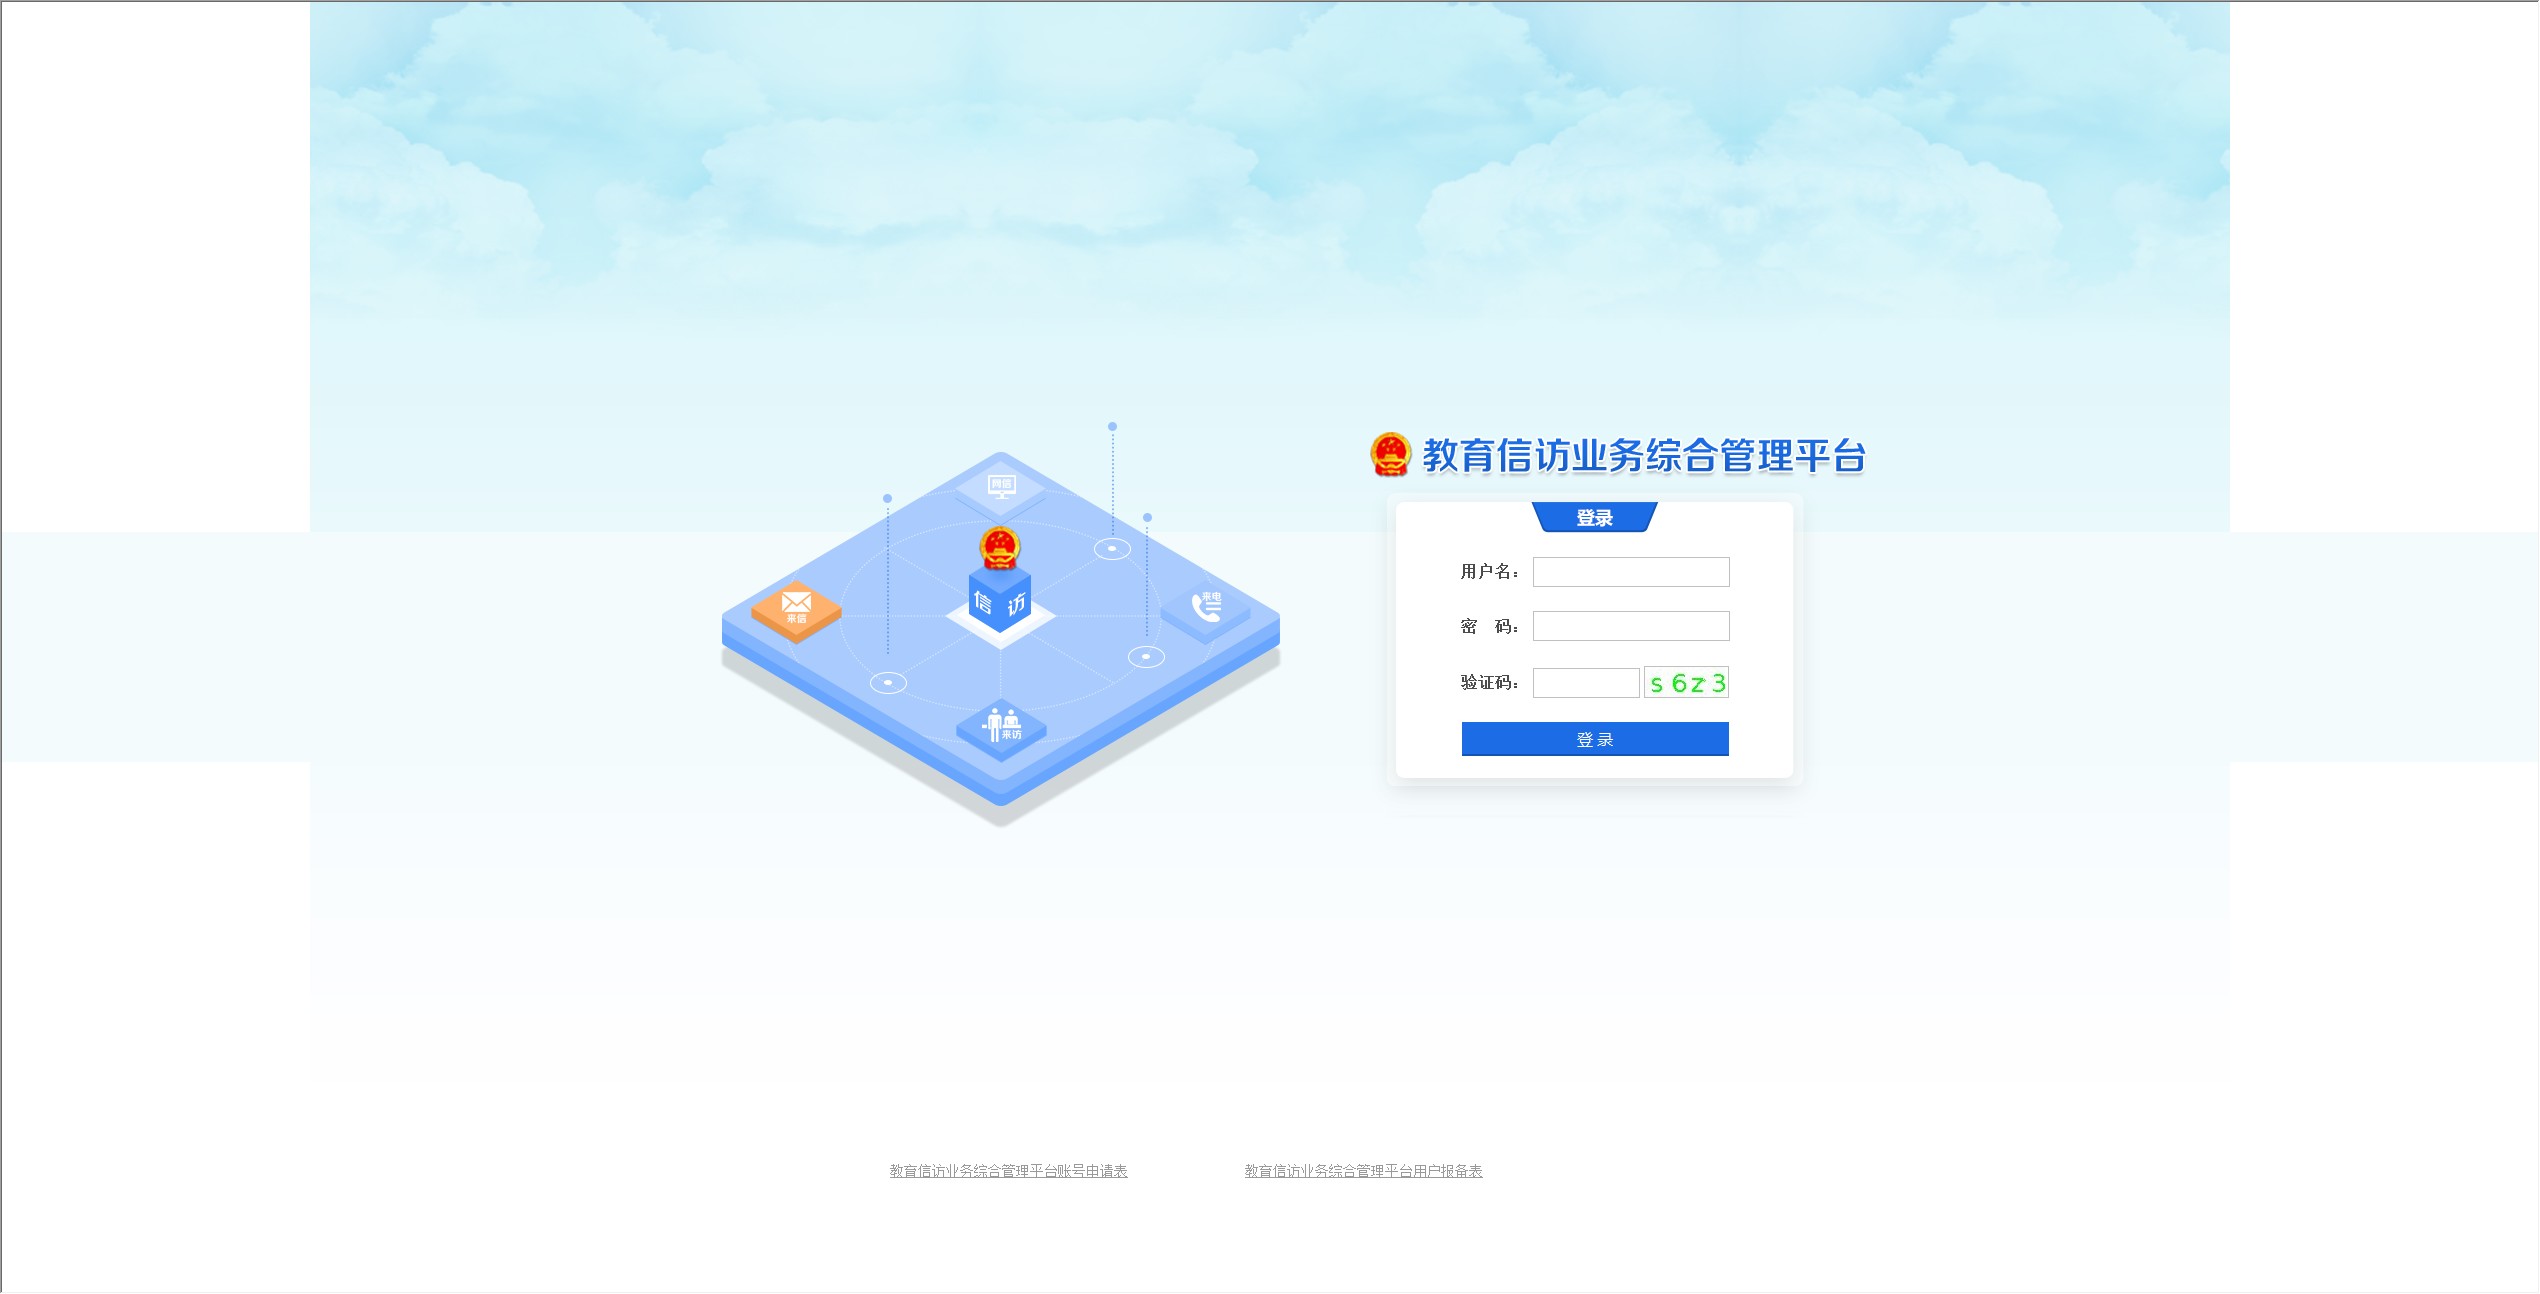 教育信访业务综合管理平台
登录
用户名：
密 码：
验证码：
s6z3
登 录
网信
来信
信访
来电
来访
教育信访业务综合管理平台账号申请表
教育信访业务综合管理平台用户报备表